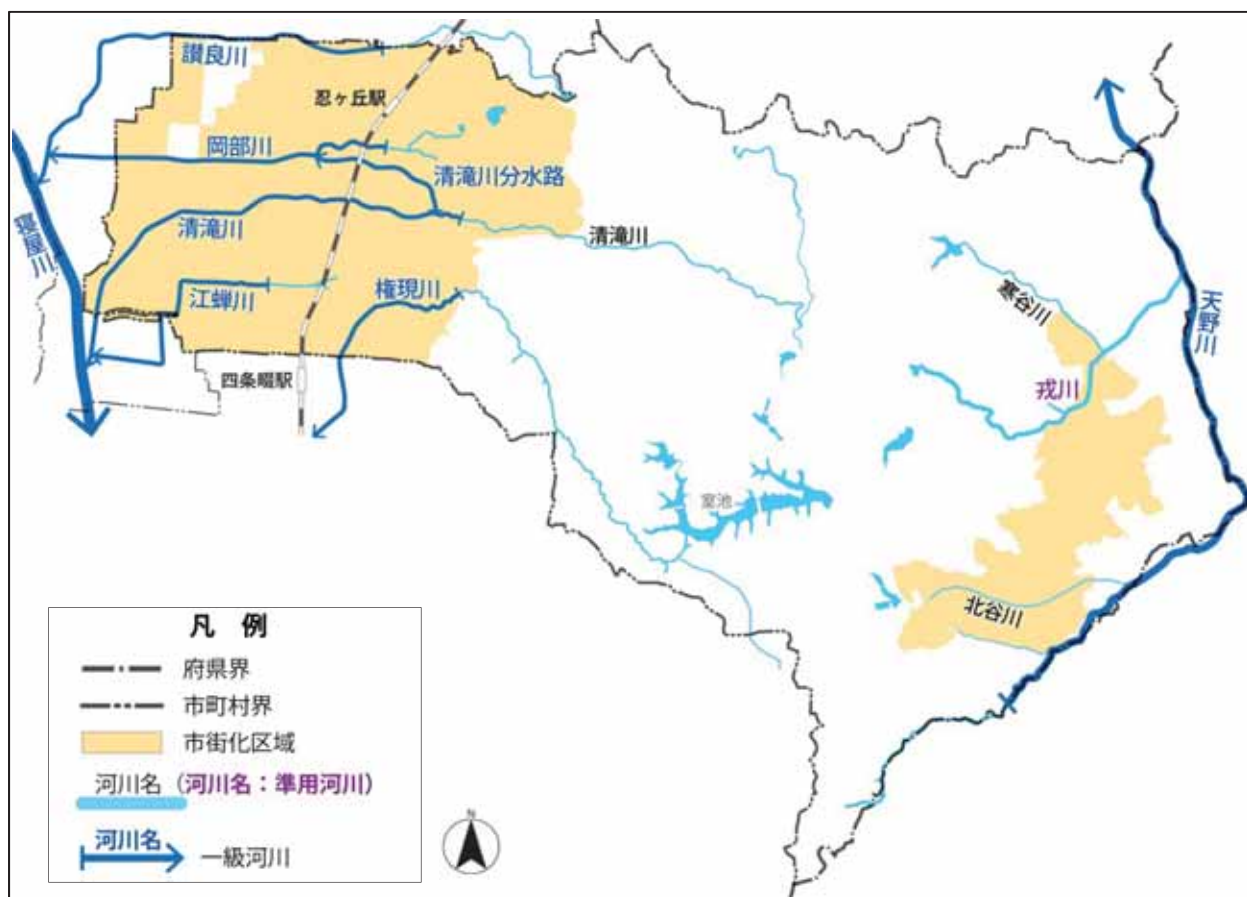 讃良川
忍ヶ丘駅
岡部川
清滝川分水路
清滝川
清滝川
寝屋川
江蝉川
権現川
四条畷駅
天野川
寒谷川
戎川
室池
北谷川
凡 例
府県界
市町村界
市街化区域
河川名（河川名：準用河川）
河川名
一級河川
N